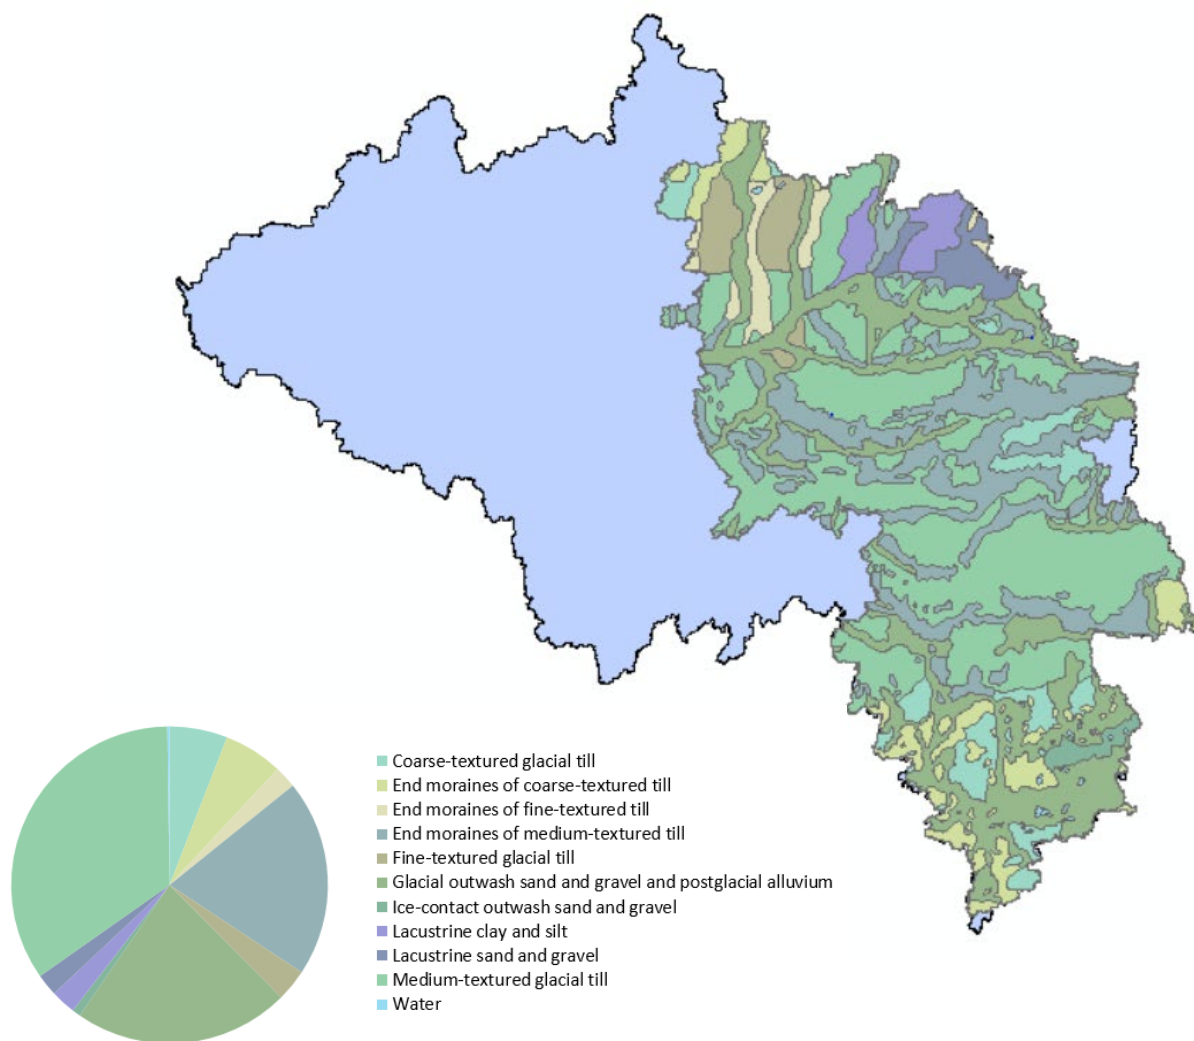 Coarse-textured glacial till
End moraines of coarse-textured till
End moraines of fine-textured till
End moraines of medium-textured till
Fine-textured glacial till
Glacial outwash sand and gravel and postglacial alluvium
Ice-contact outwash sand and gravel
Lacustrine clay and silt
Lacustrine sand and gravel
Medium-textured glacial till
Water